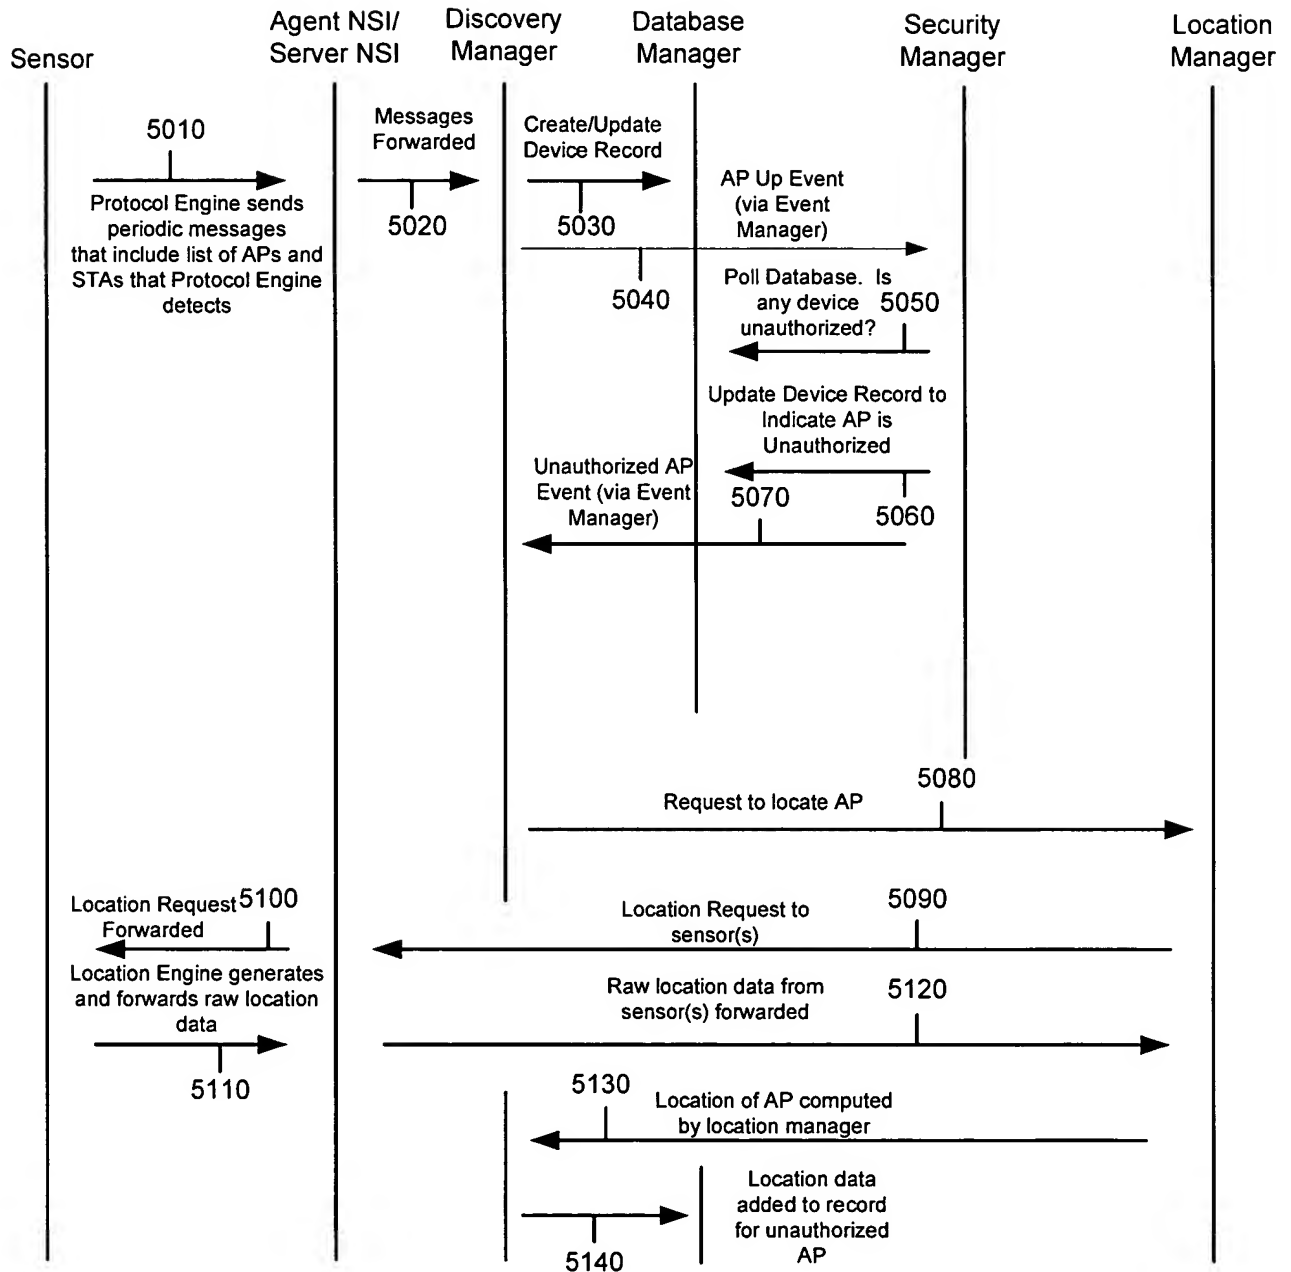 Sensor
Agent NSI/
Server NSI
Discovery
Manager
Database
Manager
Security
Manager
Location
Manager
5010
Protocol Engine sends
periodic messages
that include list of APs and
STAs that Protocol Engine
detects
Messages
Forwarded
5020
Create/Update
Device Record
5030
AP Up Event
(via Event
Manager)
5040
Poll Database. Is
any device
unauthorized?
5050
Update Device Record to
Indicate AP is
Unauthorized
5060
Unauthorized AP
Event (via Event
Manager)
5070
5080
Request to locate AP
5090
Location Request to
sensor(s)
5100
Location Request
Forwarded
Location Engine generates
and forwards raw location
data
5110
Raw location data from
sensor(s) forwarded
5120
5130
Location of AP computed
by location manager
Location data
added to record
for unauthorized
AP
5140